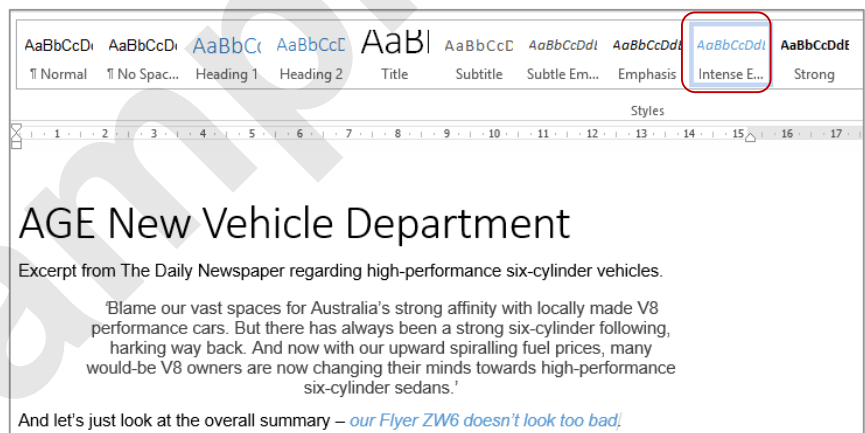 AaBbCcDc AaBbCcDc AaBbCc AaBbCcD AaBl AaBbCcD AaBbCcDdE AaBbCcDdE AaBbCcDdE AaBbCcDdE
¶ Normal ¶ No Spac... Heading 1 Heading 2 Title Subtitle Subtle Em... Emphasis Intense E... Strong
Styles
1 2 3 4 5 6 7 8 9 10 11 12 13 14 15 16 17
AGE New Vehicle Department
Excerpt from The Daily Newspaper regarding high-performance six-cylinder vehicles.
‘Blame our vast spaces for Australia’s strong affinity with locally made V8
performance cars. But there has always been a strong six-cylinder following,
harking way back. And now with our upward spiralling fuel prices, many
would-be V8 owners are now changing their minds towards high-performance
six-cylinder sedans.’
And let’s just look at the overall summary – our Flyer ZW6 doesn’t look too bad.